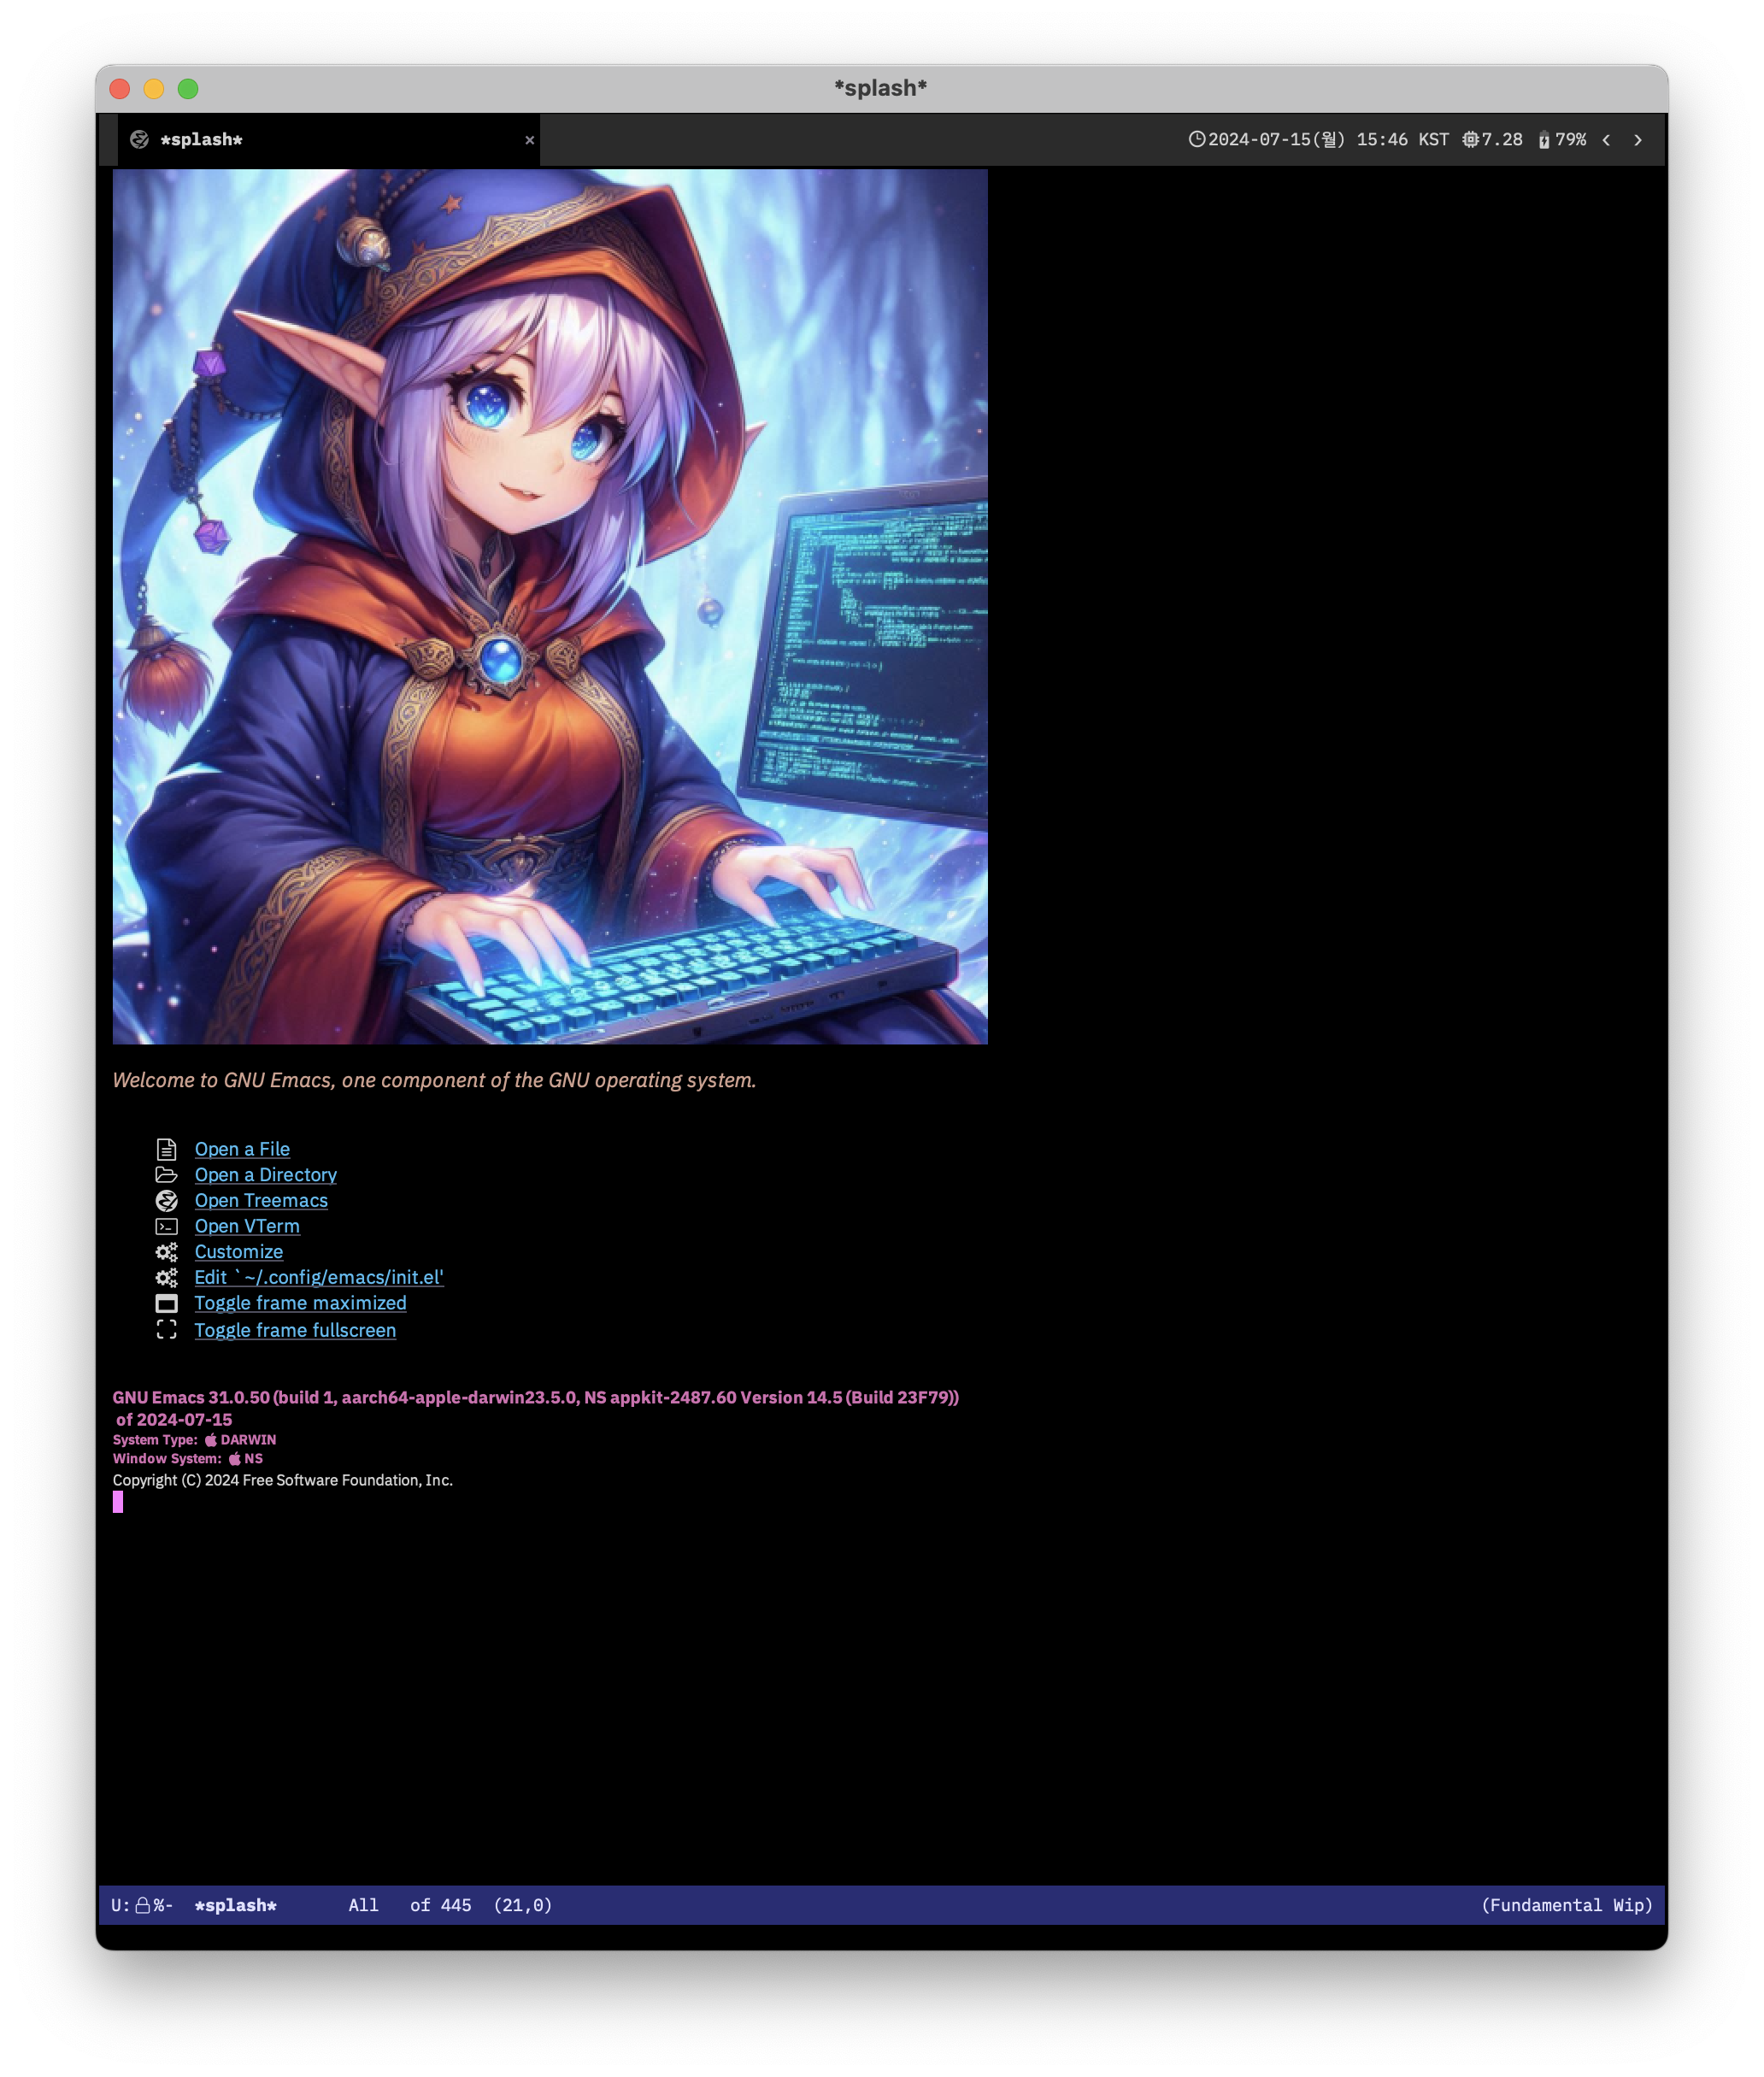 *splash*
*splash* × 2024-07-15(월) 15:46 KST 7.28 79% ‹ ›
Welcome to GNU Emacs, one component of the GNU operating system.
Open a File
Open a Directory
Open Treemacs
Open VTerm
Customize
Edit `~/.config/emacs/init.el'
Toggle frame maximized
Toggle frame fullscreen
GNU Emacs 31.0.50 (build 1, aarch64-apple-darwin23.5.0, NS appkit-2487.60 Version 14.5 (Build 23F79))
of 2024-07-15
System Type: DARWIN
Window System: NS
Copyright (C) 2024 Free Software Foundation, Inc.
U: %- *splash* All of 445 (21,0) (Fundamental Wip)